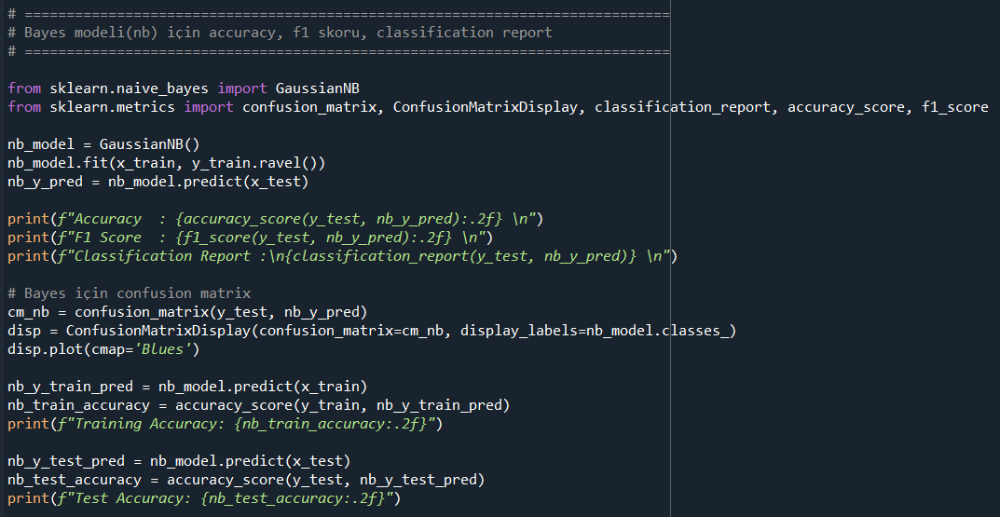 # =============================================================================
# Bayes modeli(nb) için accuracy, f1 skoru, classification report
# =============================================================================
from sklearn.naive_bayes import GaussianNB
from sklearn.metrics import confusion_matrix, ConfusionMatrixDisplay, classification_report, accuracy_score, f1_score
nb_model = GaussianNB()
nb_model.fit(x_train, y_train.ravel())
nb_y_pred = nb_model.predict(x_test)
print(f"Accuracy  : {accuracy_score(y_test, nb_y_pred):.2f} \n")
print(f"F1 Score  : {f1_score(y_test, nb_y_pred):.2f} \n")
print(f"Classification Report :\n{classification_report(y_test, nb_y_pred)} \n")
# Bayes için confusion matrix
cm_nb = confusion_matrix(y_test, nb_y_pred)
disp = ConfusionMatrixDisplay(confusion_matrix=cm_nb, display_labels=nb_model.classes_)
disp.plot(cmap='Blues')
nb_y_train_pred = nb_model.predict(x_train)
nb_train_accuracy = accuracy_score(y_train, nb_y_train_pred)
print(f"Training Accuracy: {nb_train_accuracy:.2f}")
nb_y_test_pred = nb_model.predict(x_test)
nb_test_accuracy = accuracy_score(y_test, nb_y_test_pred)
print(f"Test Accuracy: {nb_test_accuracy:.2f}")